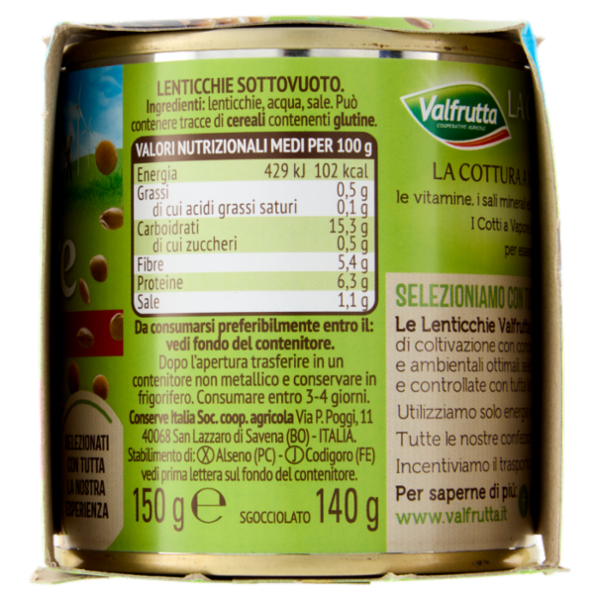 LENTICCHIE SOTTOVUOTO.
Ingredienti: lenticchie, acqua, sale. Può
contenere tracce di cereali contenenti glutine.
VALORI NUTRIZIONALI MEDI PER 100 g
Energia 429 kJ 102 kcal
Grassi 0,5 g
di cui acidi grassi saturi 0,1 g
Carboidrati 15,3 g
di cui zuccheri 0,5 g
Fibre 5,4 g
Proteine 6,3 g
Sale 1,1 g
Da consumarsi preferibilmente entro il:
vedi fondo del contenitore.
Dopo l'apertura trasferire in un
contenitore non metallico e conservare in
frigorifero. Consumare entro 3-4 giorni.
Conserve Italia Soc. coop. agricola Via P. Poggi, 11
40068 San Lazzaro di Savena (BO) - ITALIA.
Stabilimento di: X Alseno (PC) - I Codigoro (FE)
vedi prima lettera sul fondo del contenitore.
150 g e SGOCCIOLATO 140 g
e
SELEZIONATI
CON TUTTA
LA NOSTRA
ESPERIENZA
Valfrutta
COOPERATIVE AGRICOLE
LA
LA COTTURA A
le vitamine, i sali minerali
I Cotti a Vapore
per
SELEZIONIAMO CON
Le Lenticchie Valfrutta
di coltivazione con
e ambientali ottimali
e controllate con tutta
Utilizziamo solo energia
Tutte le nostre
Incentiviamo il
Per saperne di più:
www.valfrutta.it